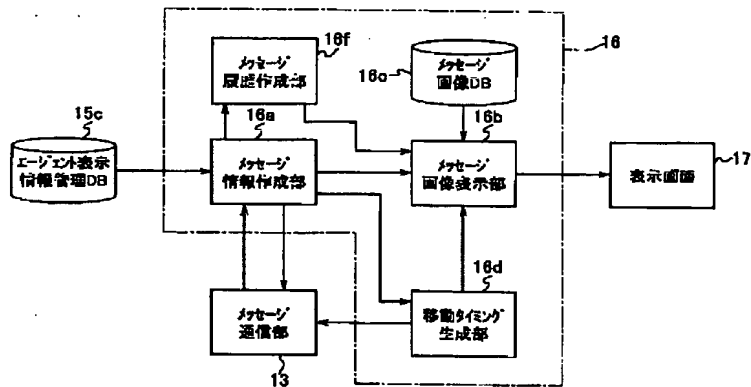 16f
メッセージ
履歴作成部
16c
メッセージ
画像DB
16
15c
エージェント表示
情報管理DB
16a
メッセージ
情報作成部
16b
メッセージ
画像表示部
17
表示画面
メッセージ
通信部
13
16d
移動タイミング
生成部